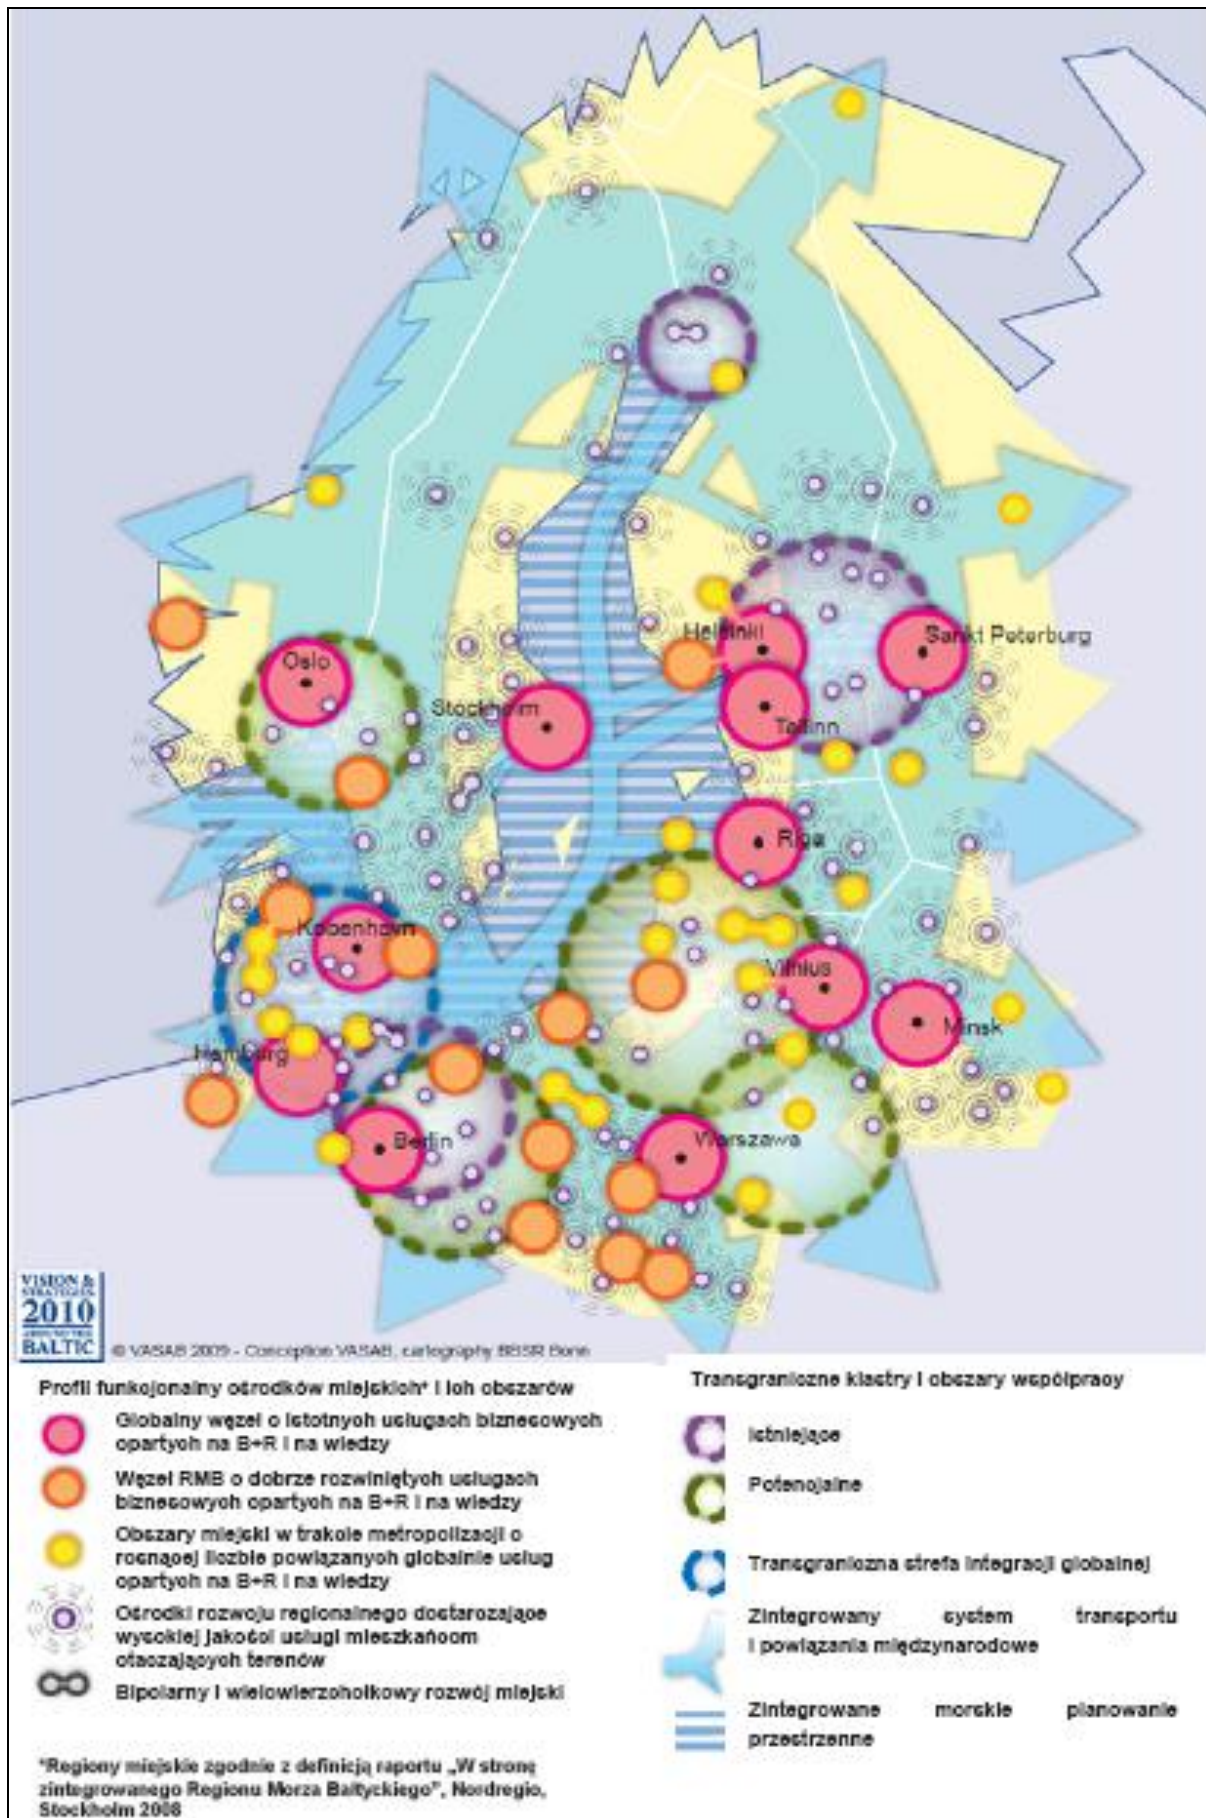 Helsinki
Sankt Peterburg
Oslo
Stockholm
Tallinn
Riga
København
Vilnius
Minsk
Hamburg
Berlin
Warszawa
VISION &
STRATEGIES
2010
AROUND THE
BALTIC
© VASAB 2009 - Conception VASAB, cartography BBSR Bonn
Profil funkcjonalny ośrodków miejskich* i ich obszarów
Globalny węzeł o istotnych usługach biznesowych
opartych na B+R i na wiedzy
Węzeł RMB o dobrze rozwiniętych usługach
biznesowych opartych na B+R i na wiedzy
Obszary miejski w trakcie metropolizacji o
rosnącej liczbie powiązanych globalnie usług
opartych na B+R i na wiedzy
Ośrodki rozwoju regionalnego dostarczające
wysokiej jakości usługi mieszkańcom
otaczających terenów
Bipolarny i wielowierzchołkowy rozwój miejski
*Regiony miejskie zgodnie z definicją raportu „W stronę
zintegrowanego Regionu Morza Bałtyckiego”, Nordregio,
Stockholm 2008
Transgraniczne klastry i obszary współpracy
Istniejące
Potencjalne
Transgraniczna strefa integracji globalnej
Zintegrowany system transportu
i powiązania międzynarodowe
Zintegrowane morskie planowanie
przestrzenne